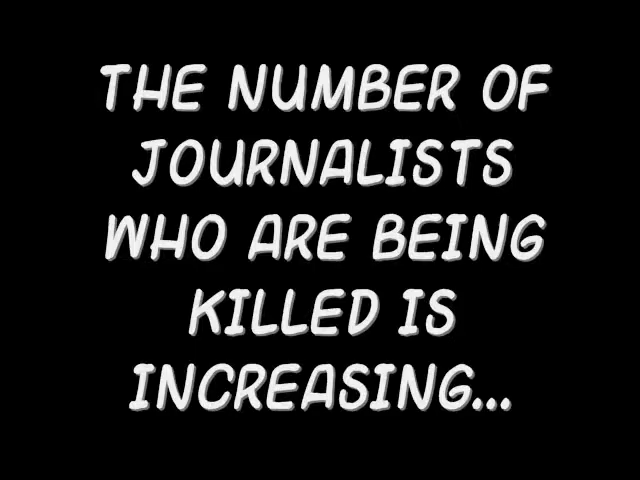 THE NUMBER OF
JOURNALISTS
WHO ARE BEING
KILLED IS
INCREASING...